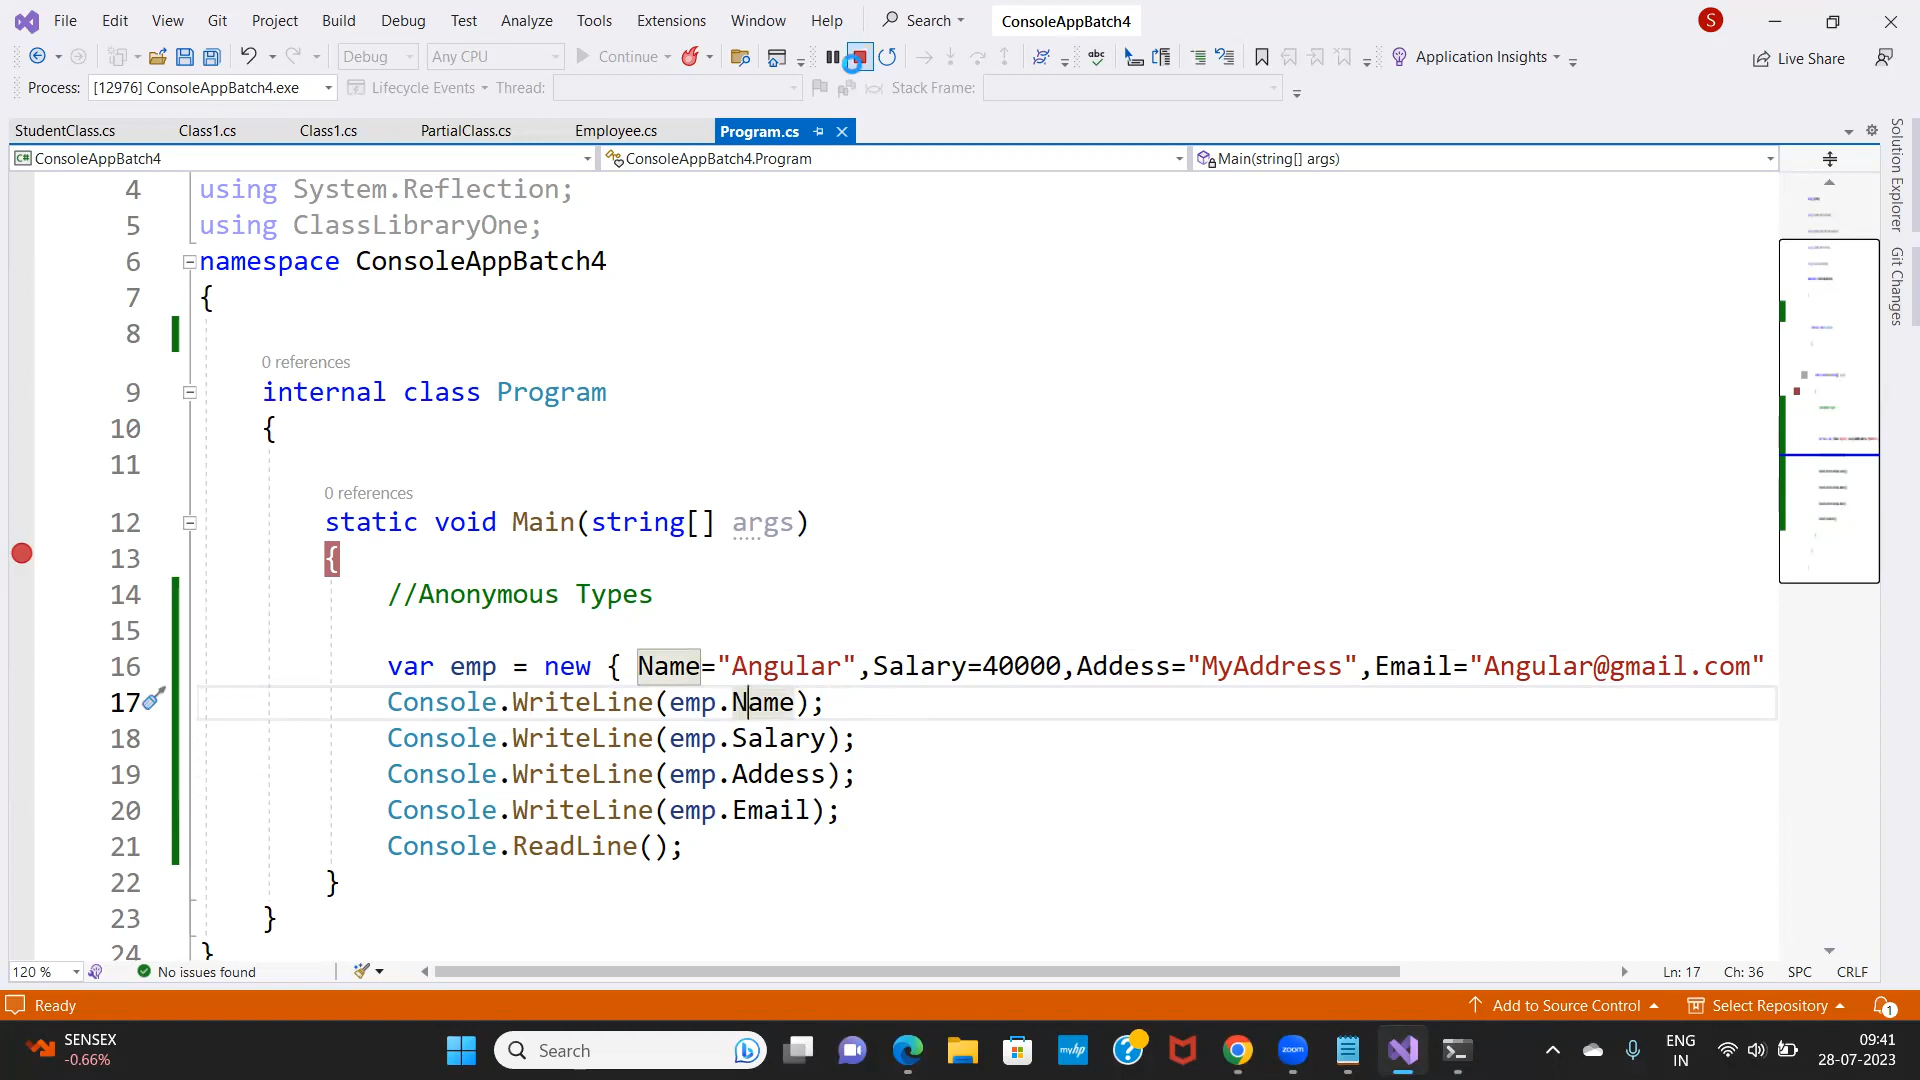 File Edit View Git Project Build Debug Test Analyze Tools Extensions Window Help Search ConsoleAppBatch4 S
Debug Any CPU Continue abc Application Insights Live Share
Process: [12976] ConsoleAppBatch4.exe Lifecycle Events Thread: Stack Frame:
StudentClass.cs Class1.cs Class1.cs PartialClass.cs Employee.cs Program.cs
C# ConsoleAppBatch4 ConsoleAppBatch4.Program Main(string[] args)
Solution Explorer
Git Changes
4 using System.Reflection;
5 using ClassLibraryOne;
6 namespace ConsoleAppBatch4
7 {
8
0 references
9 internal class Program
10 {
11
0 references
12 static void Main(string[] args)
13 {
14 //Anonymous Types
15
16 var emp = new { Name="Angular",Salary=40000,Addess="MyAddress",Email="Angular@gmail.com"
17 Console.WriteLine(emp.Name);
18 Console.WriteLine(emp.Salary);
19 Console.WriteLine(emp.Addess);
20 Console.WriteLine(emp.Email);
21 Console.ReadLine();
22 }
23 }
24 }
120 % No issues found Ln: 17 Ch: 36 SPC CRLF
Ready Add to Source Control Select Repository 1
SENSEX
-0.66%
Search
myhp
zoom
ENG
IN
09:41
28-07-2023